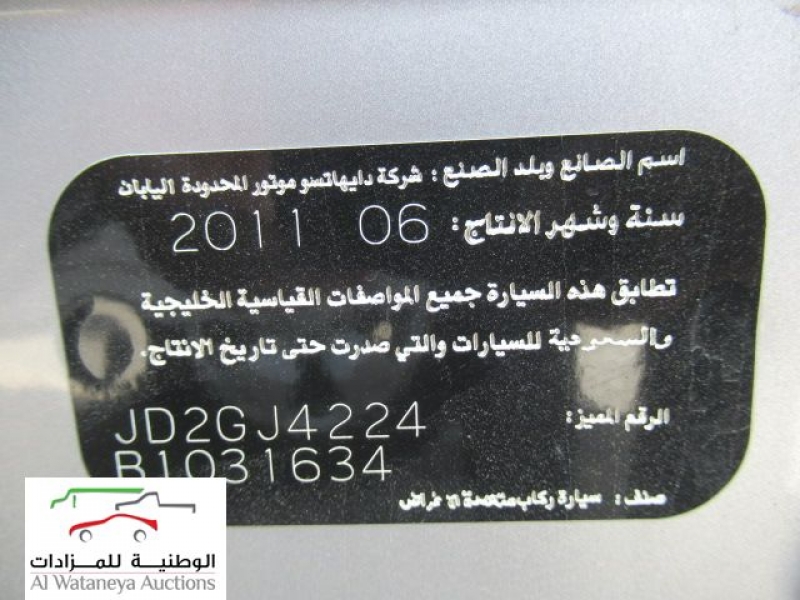 اسم الصانع وبلد الصنع : شركة دايهاتسو موتور المحدودة اليابان
سنة وشهر الانتاج: 06 2011
تطابق هذه السيارة جميع المواصفات القياسية الخليجية
والسعودية للسيارات والتي صدرت حتى تاريخ الانتاج.
الرقم المميز: JD2GJ4224
B1031634
صنف : سيارة ركاب متعددة الاغراض
الوطنية للمزادات
Al Wataneya Auctions